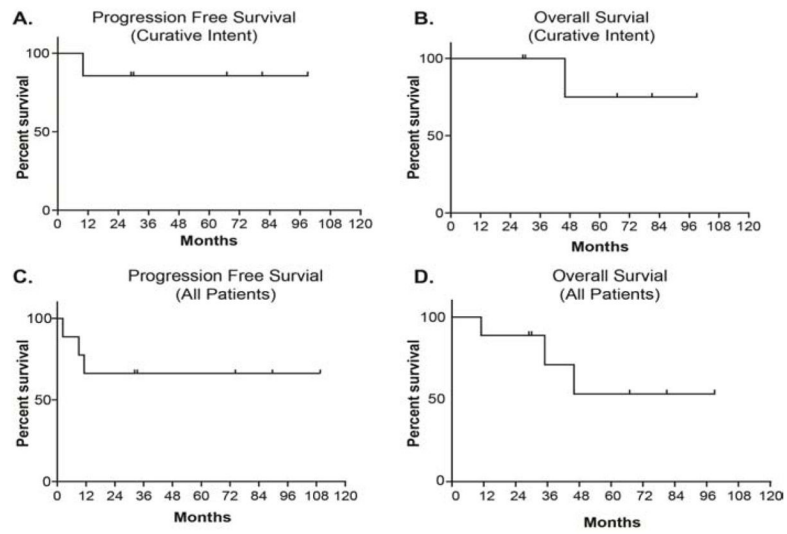 A.
Progression Free Survival
(Curative Intent)
Percent survival
100
50
0
0 12 24 36 48 60 72 84 96 108 120
Months
B.
Overall Survial
(Curative Intent)
Percent survival
100
50
0
0 12 24 36 48 60 72 84 96 108 120
Months
C.
Progression Free Survial
(All Patients)
Percent survival
100
50
0
0 12 24 36 48 60 72 84 96 108 120
Months
D.
Overall Survial
(All Patients)
Percent survival
100
50
0
0 12 24 36 48 60 72 84 96 108 120
Months